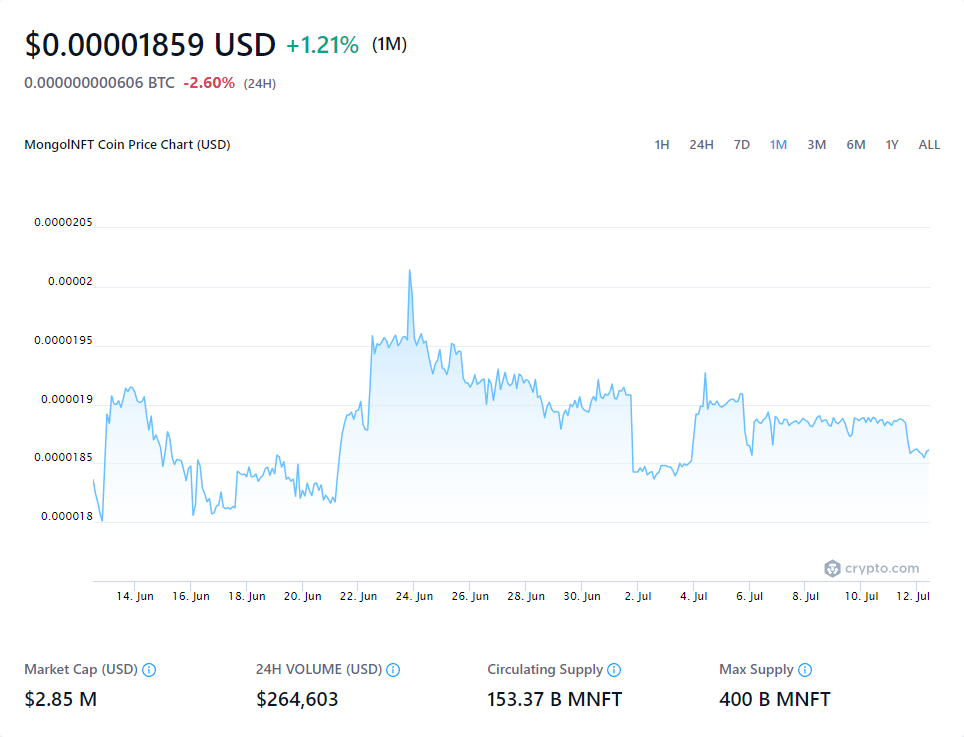 $0.00001859 USD +1.21% (1M)
0.000000000606 BTC -2.60% (24H)
MongolNFT Coin Price Chart (USD) 1H 24H 7D 1M 3M 6M 1Y ALL
0.0000205
0.00002
0.0000195
0.000019
0.0000185
0.000018
crypto.com
14. Jun 16. Jun 18. Jun 20. Jun 22. Jun 24. Jun 26. Jun 28. Jun 30. Jun 2. Jul 4. Jul 6. Jul 8. Jul 10. Jul 12. Jul
Market Cap (USD) 24H VOLUME (USD) Circulating Supply Max Supply
$2.85 M $264,603 153.37 B MNFT 400 B MNFT